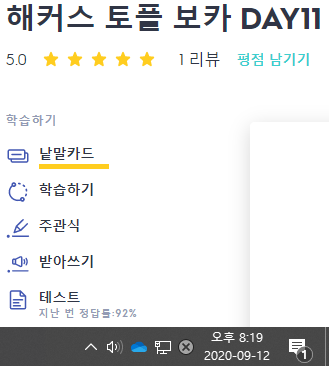 해커스 토플 보카 DAY11
5.0 1 리뷰 평점 남기기
학습하기
낱말카드
학습하기
주관식
받아쓰기
테스트
지난 번 정답률:92%
오후 8:19
2020-09-12
1